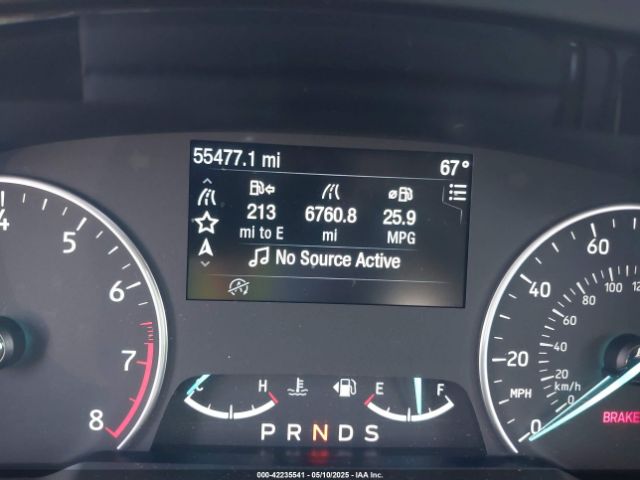 55477.1 mi 67°
213 6760.8 25.9
mi to E mi MPG
No Source Active
4 5 6 7 8
C H E F
P R N D S
0 20 40 60
MPH
0 20 40 60 80 100 12
km/h
BRAKE
000-42235541 - 05/10/2025 - IAA, Inc.